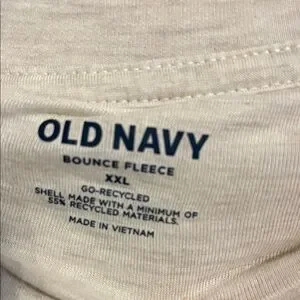 OLD NAVY
BOUNCE FLEECE
XXL
GO-RECYCLED
SHELL MADE WITH A MINIMUM OF
55% RECYCLED MATERIALS.
MADE IN VIETNAM